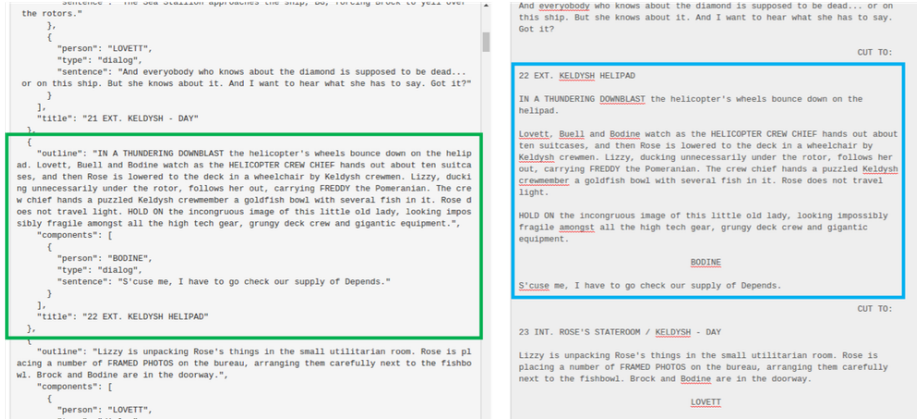 "sentence": "The Sea Stallion approaches the ship, BG, forcing Brock to yell over
the rotors."
},
{
"person": "LOVETT",
"type": "dialog",
"sentence": "And everyobody who knows about the diamond is supposed to be dead...
or on this ship. But she knows about it. And I want to hear what she has to say. Got it?"
}
],
"title": "21 EXT. KELDYSH - DAY"
},
{
"outline": "IN A THUNDERING DOWNBLAST the helicopter's wheels bounce down on the help
ad. Lovett, Buell and Bodine watch as the HELICOPTER CREW CHIEF hands out about ten suitca
ses, and then Rose is lowered to the deck in a wheelchair by Keldysh crewmen. Lizzy, ducki
ng unnecessarily under the rotor, follows her out, carrying FREDDY the Pomeranian. The cre
w chief hands a puzzled Keldysh crewmember a goldfish bowl with several fish in it. Rose d
oes not travel light. HOLD ON the incongruous image of this little old lady, looking impos
sibly fragile amongst all the high tech gear, grungy deck crew and gigantic equipment.",
"components": [
{
"person": "BODINE",
"type": "dialog",
"sentence": "S'cuse me, I have to go check our supply of Depends."
}
],
"title": "22 EXT. KELDYSH HELIPAD"
},
{
"outline": "Lizzy is unpacking Rose's things in the small utilitarian room. Rose is pl
acing a number of FRAMED PHOTOS on the bureau, arranging them carefully next to the fishbo
wl. Brock and Bodine are in the doorway.",
"components": [
{
"person": "LOVETT",
And everyobody who knows about the diamond is supposed to be dead... or on
this ship. But she knows about it. And I want to hear what she has to say.
Got it?
CUT TO:
22 EXT. KELDYSH HELIPAD
IN A THUNDERING DOWNBLAST the helicopter's wheels bounce down on the
helipad.
Lovett, Buell and Bodine watch as the HELICOPTER CREW CHIEF hands out about
ten suitcases, and then Rose is lowered to the deck in a wheelchair by
Keldysh crewmen. Lizzy, ducking unnecessarily under the rotor, follows her
out, carrying FREDDY the Pomeranian. The crew chief hands a puzzled Keldysh
crewmember a goldfish bowl with several fish in it. Rose does not travel
light.
HOLD ON the incongruous image of this little old lady, looking impossibly
fragile amongst all the high tech gear, grungy deck crew and gigantic
equipment.
BODINE
S'cuse me, I have to go check our supply of Depends.
CUT TO:
23 INT. ROSE'S STATEROOM / KELDYSH - DAY
Lizzy is unpacking Rose's things in the small utilitarian room. Rose is
placing a number of FRAMED PHOTOS on the bureau, arranging them carefully
next to the fishbowl. Brock and Bodine are in the doorway.
LOVETT